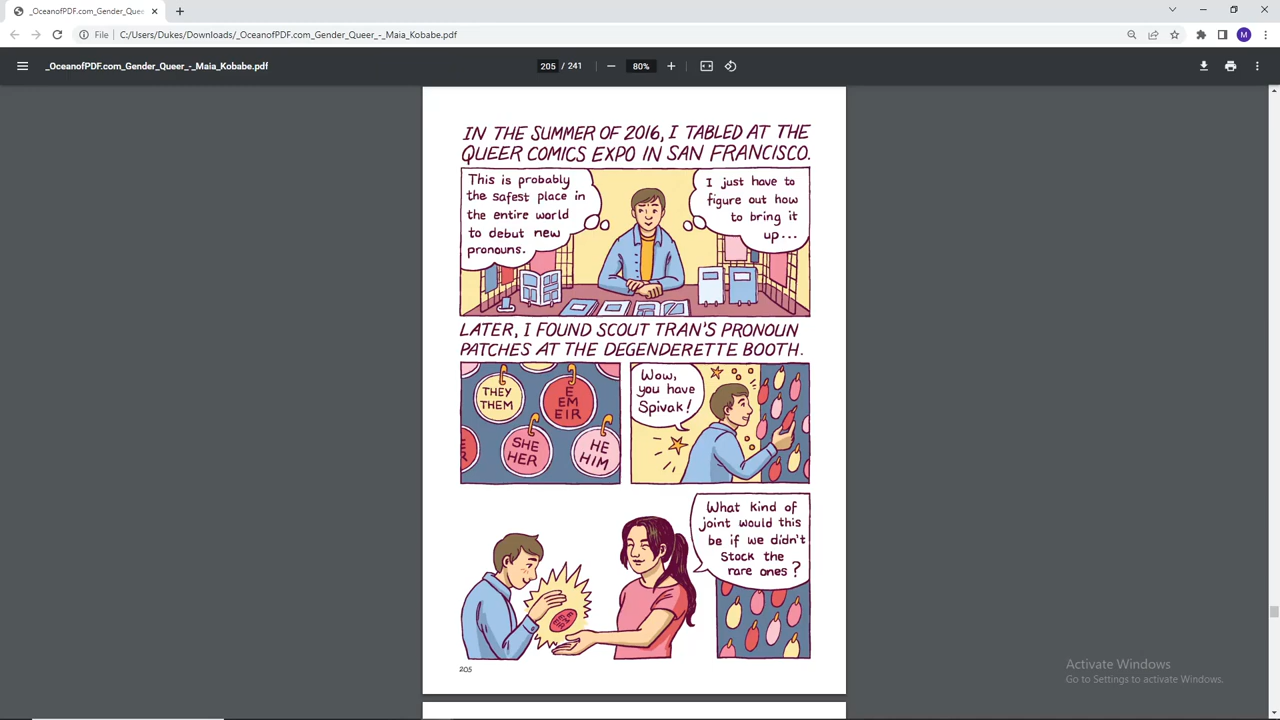 _OceanofPDF.com_Gender_Quee
File
C:/Users/Dukes/Downloads/_OceanofPDF.com_Gender_Queer_-_Maia_Kobabe.pdf
M
_OceanofPDF.com_Gender_Queer_-_Maia_Kobabe.pdf
205 / 241
80%
IN THE SUMMER OF 2016, I TABLED AT THE
QUEER COMICS EXPO IN SAN FRANCISCO.
This is probably
the safest place in
the entire world
to debut new
pronouns.
I just have to
figure out how
to bring it
up...
LATER, I FOUND SCOUT TRAN'S PRONOUN
PATCHES AT THE DEGENDERETTE BOOTH.
THEY
THEM
E
EM
EIR
SHE
HER
HE
HIM
Wow,
you have
Spivak!
What kind of
joint would this
be if we didn't
stock the
rare ones?
205
Activate Windows
Go to Settings to activate Windows.